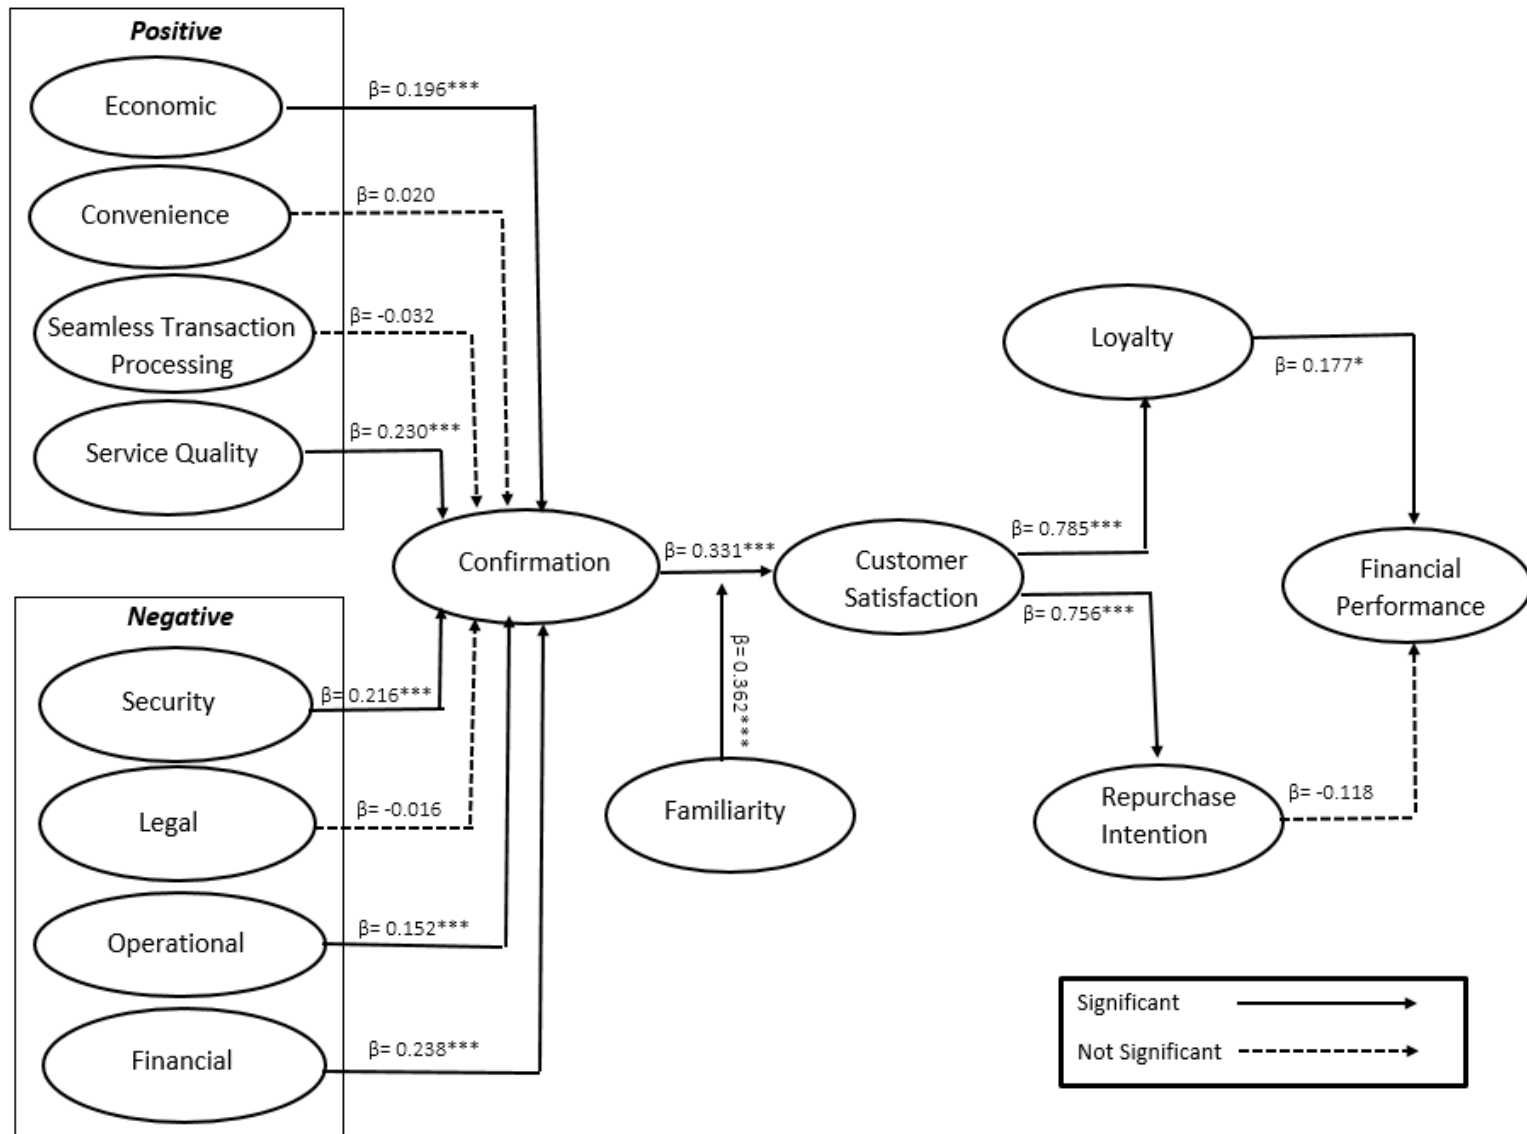 Positive
Economic
β= 0.196***
Convenience
β= 0.020
Seamless Transaction
Processing
β= -0.032
Service Quality
β= 0.230***
Confirmation
β= 0.331***
Customer
Satisfaction
β= 0.785***
β= 0.756***
Loyalty
β= 0.177*
Financial
Performance
Negative
Security
β= 0.216***
Legal
β= -0.016
Operational
β= 0.152***
Financial
β= 0.238***
β= 0.362***
Familiarity
Repurchase
Intention
β= -0.118
Significant
Not Significant